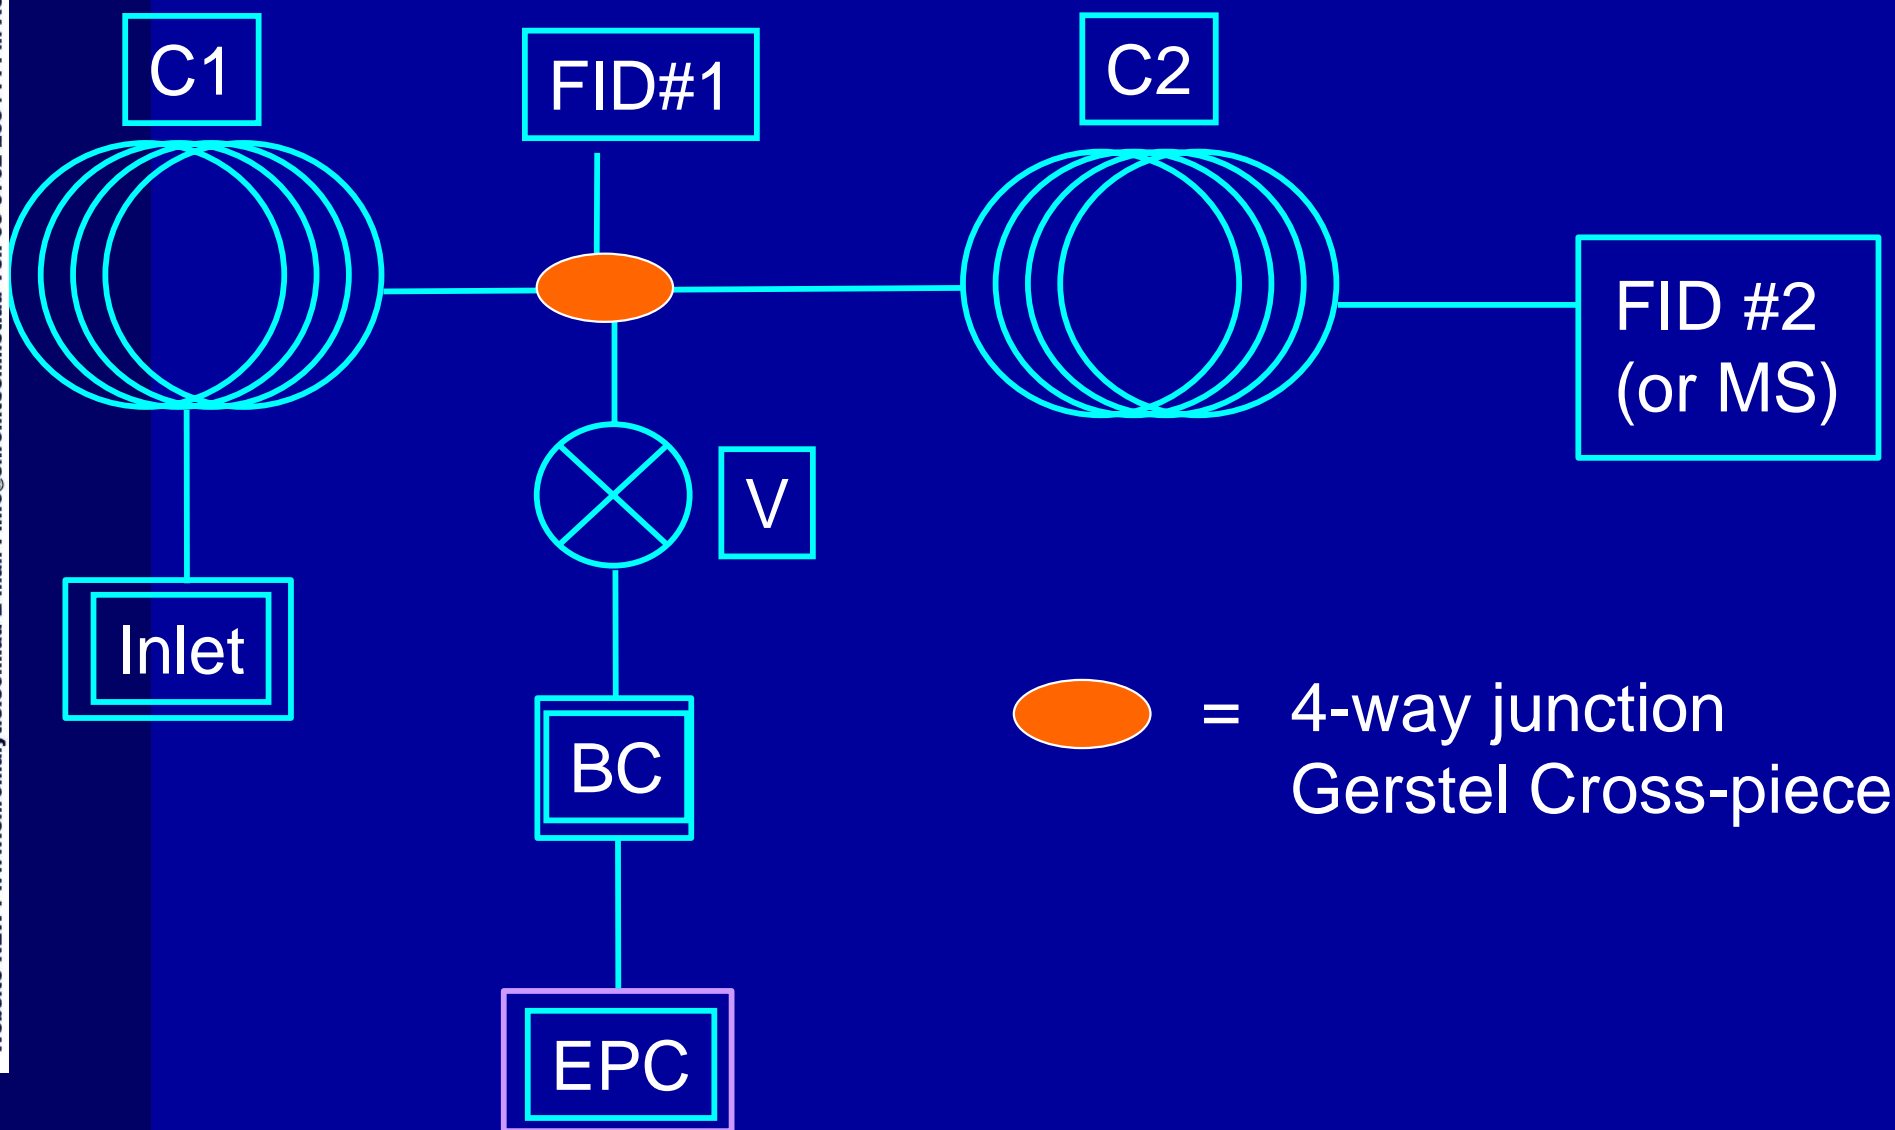 C1
FID#1
C2
FID #2
(or MS)
V
Inlet
BC
= 4-way junction
Gerstel Cross-piece
EPC